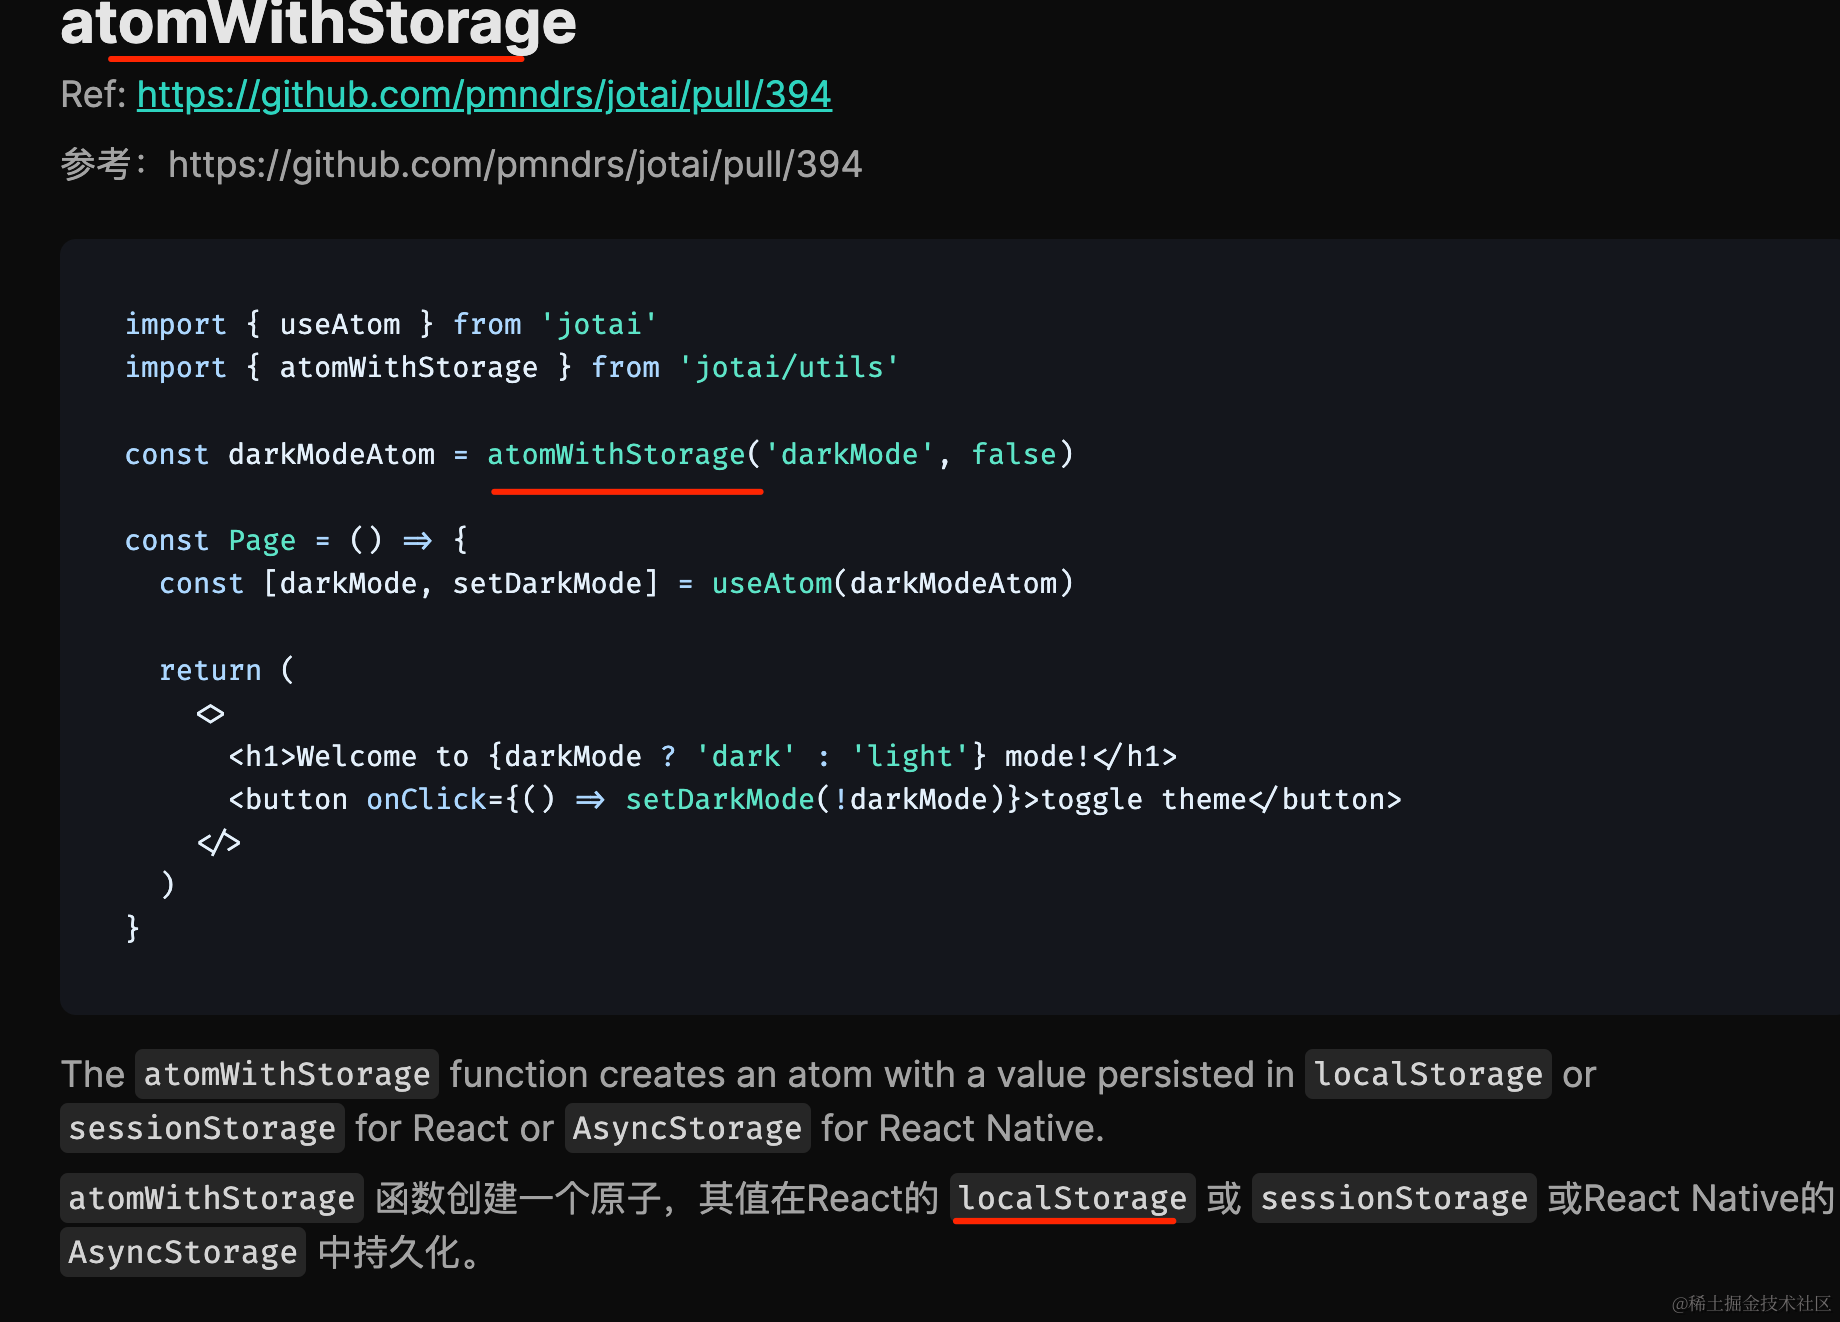 atomWithStorage
Ref: https://github.com/pmndrs/jotai/pull/394
参考：https://github.com/pmndrs/jotai/pull/394
import { useAtom } from 'jotai'
import { atomWithStorage } from 'jotai/utils'
const darkModeAtom = atomWithStorage('darkMode', false)
const Page = () => {
const [darkMode, setDarkMode] = useAtom(darkModeAtom)
return (
<>
<h1>Welcome to {darkMode ? 'dark' : 'light'} mode!</h1>
<button onClick={() => setDarkMode(!darkMode)}>toggle theme</button>
</>
)
}
The atomWithStorage function creates an atom with a value persisted in localStorage or
sessionStorage for React or AsyncStorage for React Native.
atomWithStorage 函数创建一个原子，其值在React的 localStorage 或 sessionStorage 或React Native的
AsyncStorage 中持久化。
@稀土掘金技术社区